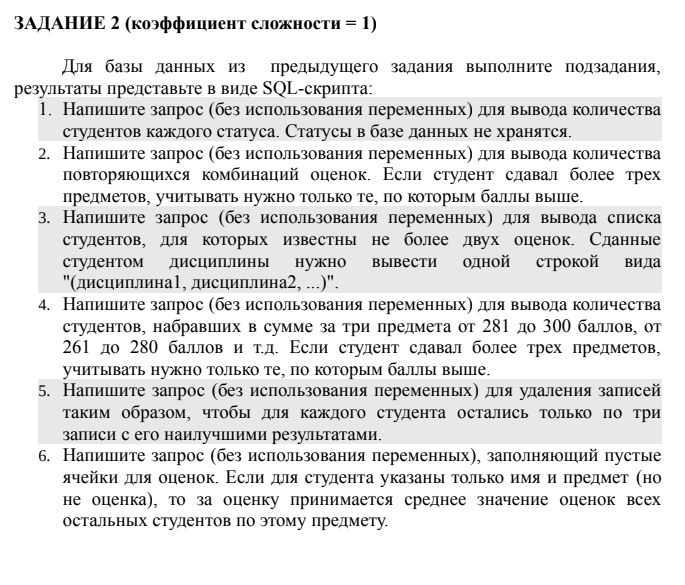 ЗАДАНИЕ 2 (коэффициент сложности = 1)
Для базы данных из предыдущего задания выполните подзадания,
результаты представьте в виде SQL-скрипта:
1. Напишите запрос (без использования переменных) для вывода количества
студентов каждого статуса. Статусы в базе данных не хранятся.
2. Напишите запрос (без использования переменных) для вывода количества
повторяющихся комбинаций оценок. Если студент сдавал более трех
предметов, учитывать нужно только те, по которым баллы выше.
3. Напишите запрос (без использования переменных) для вывода списка
студентов, для которых известны не более двух оценок. Сданные
студентом дисциплины нужно вывести одной строкой вида
"(дисциплина1, дисциплина2, ...)".
4. Напишите запрос (без использования переменных) для вывода количества
студентов, набравших в сумме за три предмета от 281 до 300 баллов, от
261 до 280 баллов и т.д. Если студент сдавал более трех предметов,
учитывать нужно только те, по которым баллы выше.
5. Напишите запрос (без использования переменных) для удаления записей
таким образом, чтобы для каждого студента остались только по три
записи с его наилучшими результатами.
6. Напишите запрос (без использования переменных), заполняющий пустые
ячейки для оценок. Если для студента указаны только имя и предмет (но
не оценка), то за оценку принимается среднее значение оценок всех
остальных студентов по этому предмету.